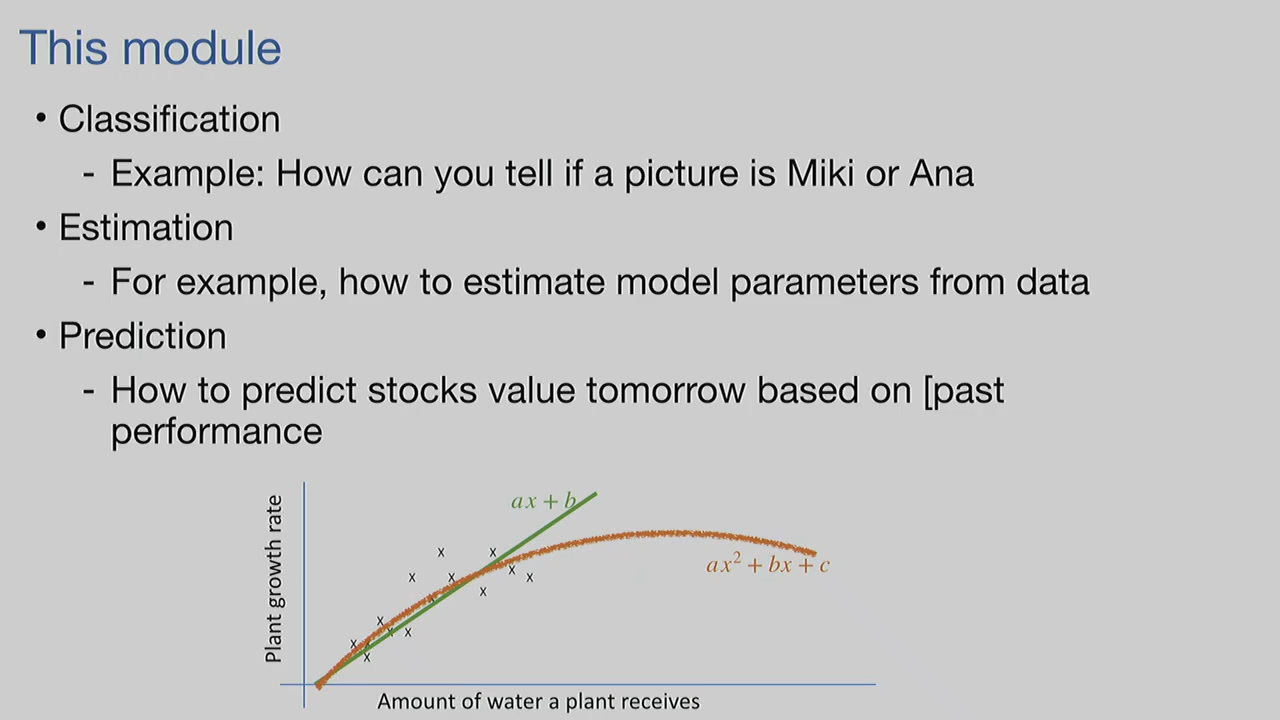 This module
• Classification
- Example: How can you tell if a picture is Miki or Ana
• Estimation
- For example, how to estimate model parameters from data
• Prediction
- How to predict stocks value tomorrow based on [past
performance
Plant growth rate
ax + b
ax² + bx + c
Amount of water a plant receives